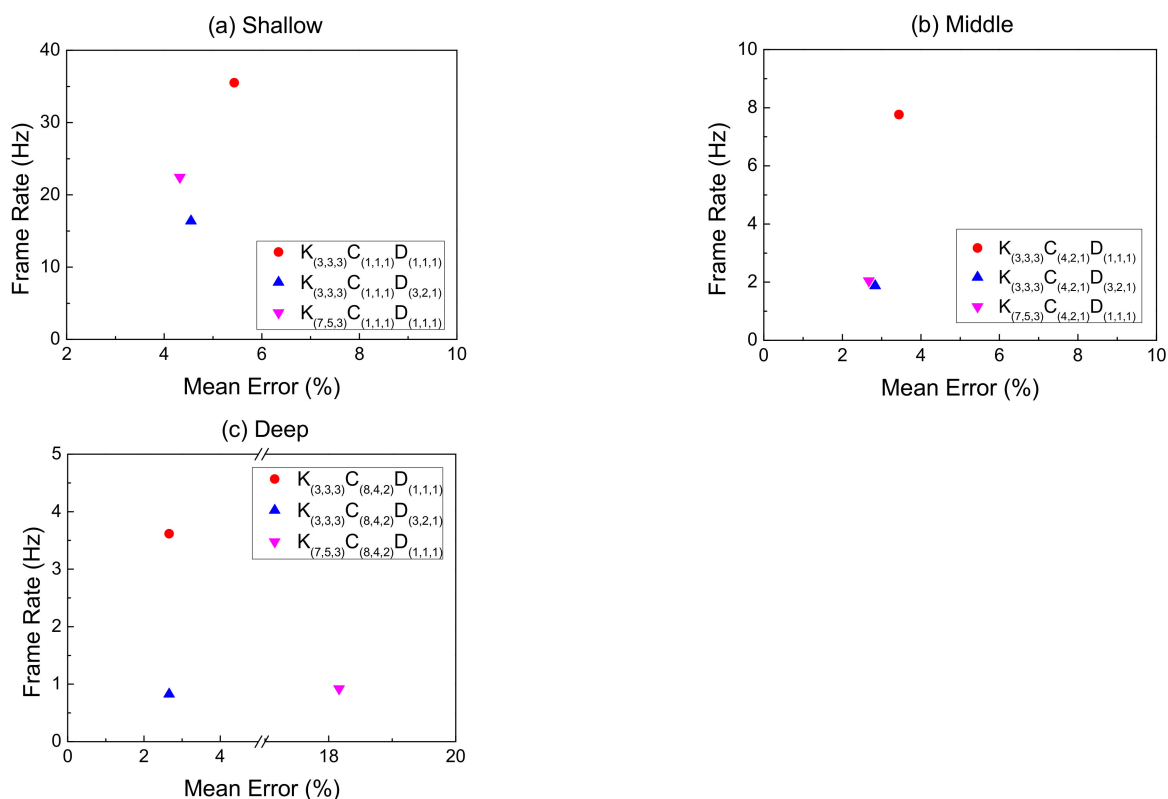 (a) Shallow
40
30
20
10
0
2 4 6 8 10
Frame Rate (Hz)
Mean Error (%)
K(3,3,3)C(1,1,1)D(1,1,1)
K(3,3,3)C(1,1,1)D(3,2,1)
K(7,5,3)C(1,1,1)D(1,1,1)
(b) Middle
10
8
6
4
2
0
0 2 4 6 8 10
Frame Rate (Hz)
Mean Error (%)
K(3,3,3)C(4,2,1)D(1,1,1)
K(3,3,3)C(4,2,1)D(3,2,1)
K(7,5,3)C(4,2,1)D(1,1,1)
(c) Deep
5
4
3
2
1
0
0 2 4 18 20
Frame Rate (Hz)
Mean Error (%)
K(3,3,3)C(8,4,2)D(1,1,1)
K(3,3,3)C(8,4,2)D(3,2,1)
K(7,5,3)C(8,4,2)D(1,1,1)